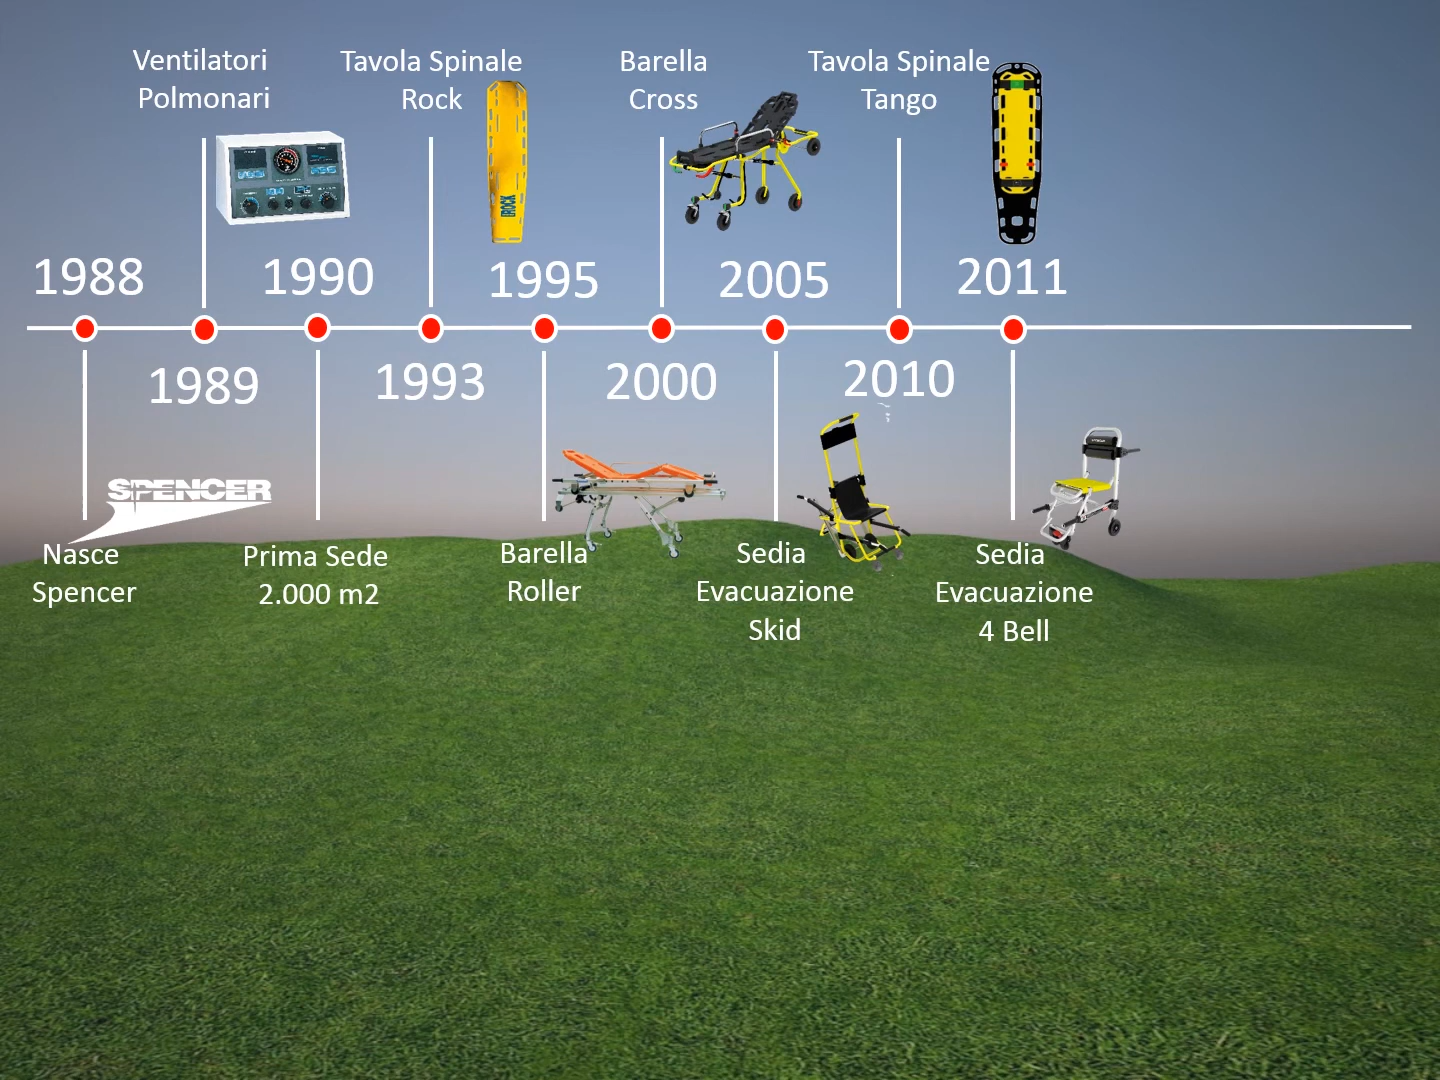 Ventilatori
Polmonari
Tavola Spinale
Rock
Barella
Cross
Tavola Spinale
Tango
ROCK
1988
1990
1995
2005
2011
1989
1993
2000
2010
SPENCER
Nasce
Spencer
Prima Sede
2.000 m2
Barella
Roller
Sedia
Evacuazione
Skid
Sedia
Evacuazione
4 Bell